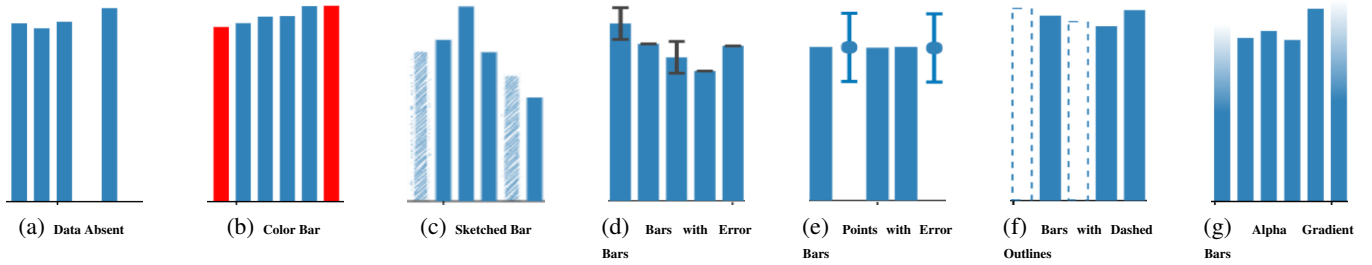 (a) Data Absent
(b) Color Bar
(c) Sketched Bar
(d) Bars with Error
Bars
(e) Points with Error
Bars
(f) Bars with Dashed
Outlines
(g) Alpha Gradient
Bars